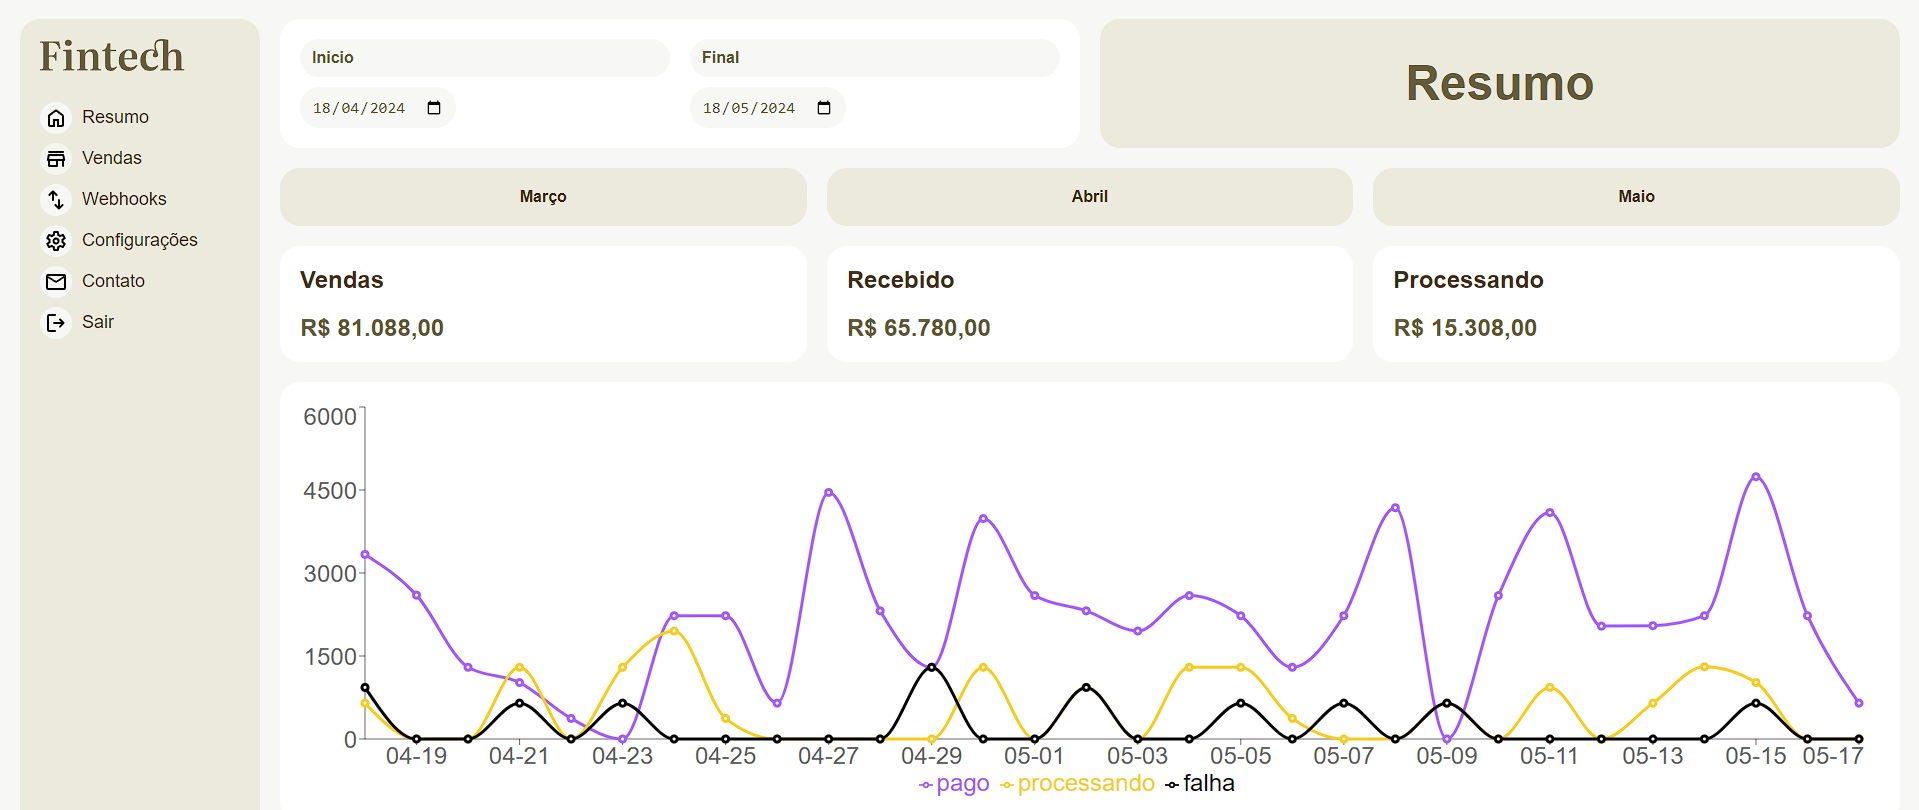 Fintech
Resumo
Vendas
Webhooks
Configurações
Contato
Sair
Inicio
18/04/2024
Final
18/05/2024
Resumo
Março
Abril
Maio
Vendas
R$ 81.088,00
Recebido
R$ 65.780,00
Processando
R$ 15.308,00
6000
4500
3000
1500
0
04-19 04-21 04-23 04-25 04-27 04-29 05-01 05-03 05-05 05-07 05-09 05-11 05-13 05-15 05-17
pago processando falha